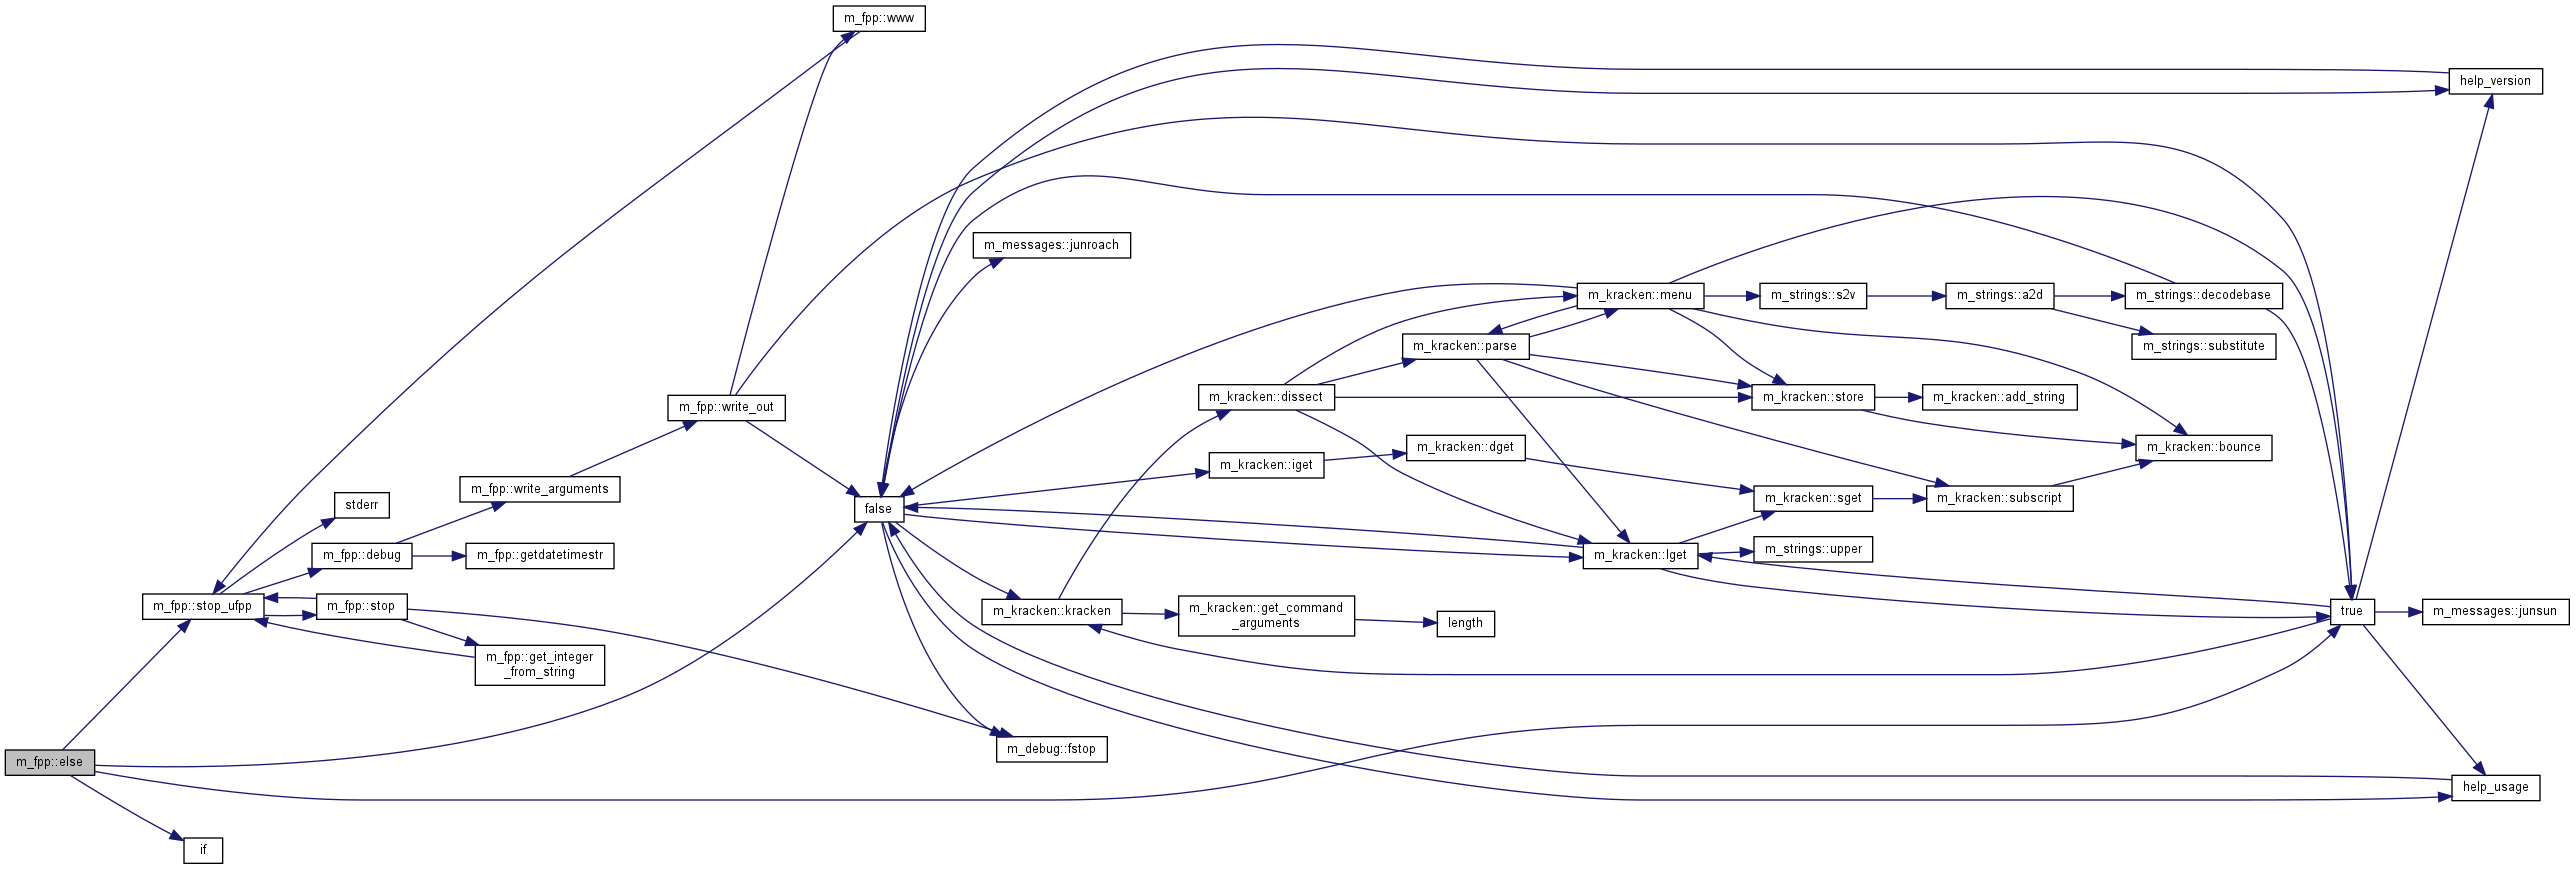 m_fpp::www
help_version
m_messages::junroach
m_kracken::menu
m_strings::s2v
m_strings::a2d
m_strings::decodebase
m_kracken::parse
m_strings::substitute
m_kracken::dissect
m_kracken::store
m_kracken::add_string
m_fpp::write_out
m_kracken::dget
m_kracken::bounce
m_kracken::iget
m_fpp::write_arguments
m_kracken::sget
m_kracken::subscript
stderr
false
m_fpp::debug
m_fpp::getdatetimestr
m_kracken::lget
m_strings::upper
m_fpp::stop_ufpp
m_fpp::stop
m_kracken::kracken
m_kracken::get_command
_arguments
length
true
m_messages::junsun
m_fpp::get_integer
_from_string
m_debug::fstop
m_fpp::else
help_usage
if